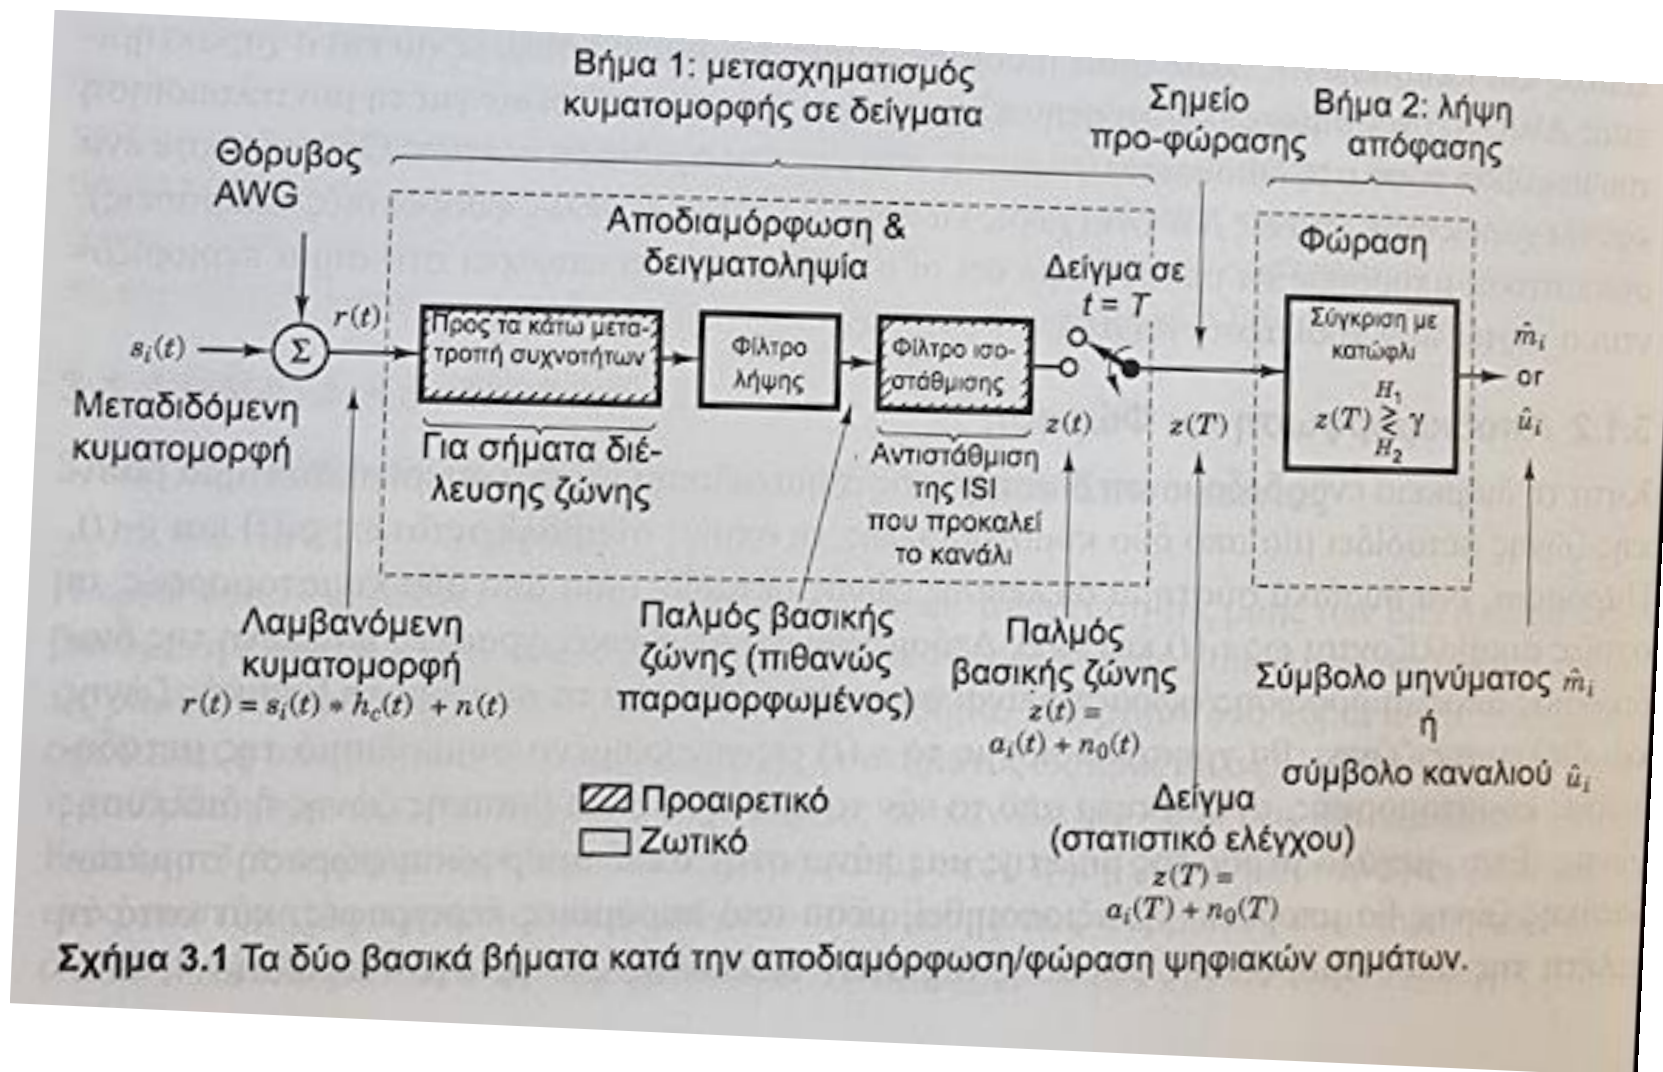 Βήμα 1: μετασχηματισμός
κυματομορφής σε δείγματα
Σημείο
προ-φώρασης
Βήμα 2: λήψη
απόφασης
Θόρυβος
AWG
Αποδιαμόρφωση &
δειγματοληψία
Δείγμα σε
t = T
Φώραση
s_i(t)
Σ
r(t)
Προς τα κάτω μετα-
τροπή συχνοτήτων
Φίλτρο
λήψης
Φίλτρο ισο-
στάθμισης
Σύγκριση με
κατώφλι
H_1
z(T) ≷ γ
H_2
m̂_i
or
û_i
Μεταδιδόμενη
κυματομορφή
Για σήματα διέ-
λευσης ζώνης
Αντιστάθμιση
της ISI
που προκαλεί
το κανάλι
z(t)
z(T)
Λαμβανόμενη
κυματομορφή
r(t) = s_i(t) * h_c(t) + n(t)
Παλμός βασικής
ζώνης (πιθανώς
παραμορφωμένος)
Παλμός
βασικής ζώνης
z(t) =
a_i(t) + n_0(t)
Σύμβολο μηνύματος m̂_i
ή
σύμβολο καναλιού û_i
Προαιρετικό
Ζωτικό
Δείγμα
(στατιστικό ελέγχου)
z(T) =
a_i(T) + n_0(T)
Σχήμα 3.1 Τα δύο βασικά βήματα κατά την αποδιαμόρφωση/φώραση ψηφιακών σημάτων.